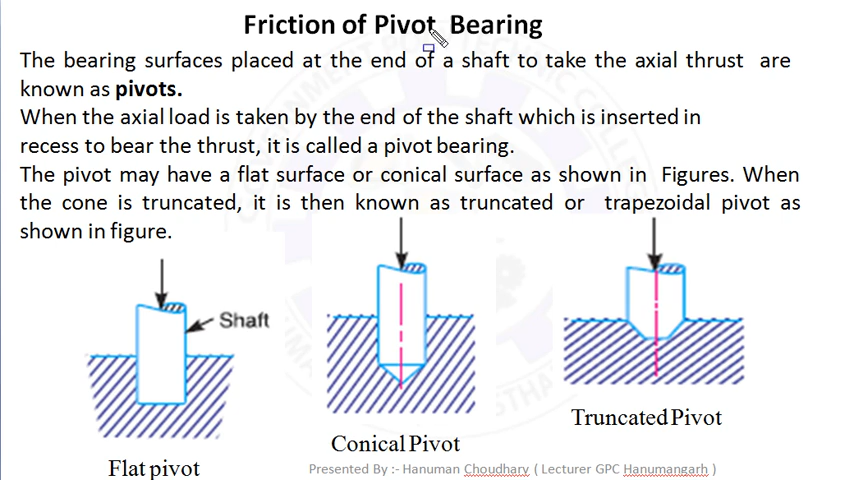 Friction of Pivot Bearing
The bearing surfaces placed at the end of a shaft to take the axial thrust are
known as pivots.
When the axial load is taken by the end of the shaft which is inserted in
recess to bear the thrust, it is called a pivot bearing.
The pivot may have a flat surface or conical surface as shown in Figures. When
the cone is truncated, it is then known as truncated or trapezoidal pivot as
shown in figure.
Shaft
Flat pivot
Conical Pivot
Truncated Pivot
Presented By :- Hanuman Choudhary ( Lecturer GPC Hanumangarh )